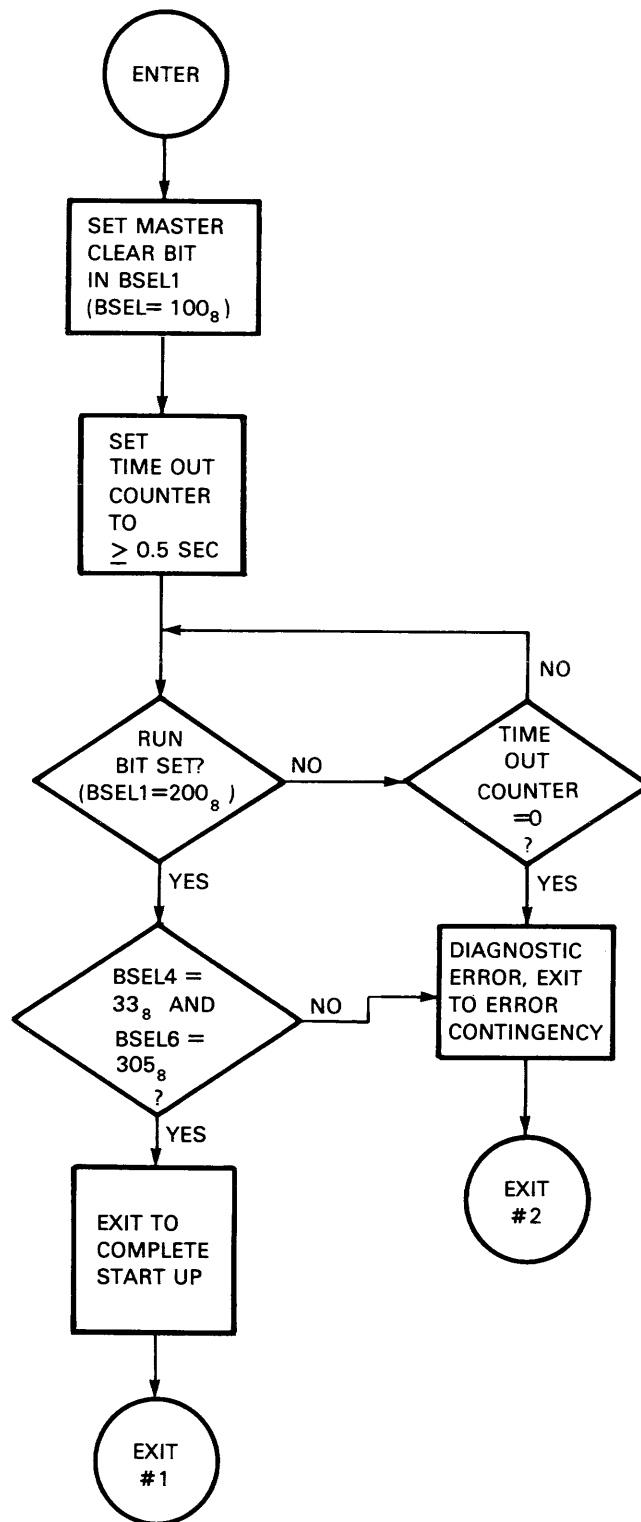 ENTER
SET MASTER
CLEAR BIT
IN BSEL1
(BSEL= 100₈)
SET
TIME OUT
COUNTER
TO
≥ 0.5 SEC
NO
RUN
BIT SET?
(BSEL1=200₈)
NO
TIME
OUT
COUNTER
=0
?
YES
YES
BSEL4 =
33₈ AND
BSEL6 =
305₈
?
NO
DIAGNOSTIC
ERROR, EXIT
TO ERROR
CONTINGENCY
YES
EXIT TO
COMPLETE
START UP
EXIT
#2
EXIT
#1